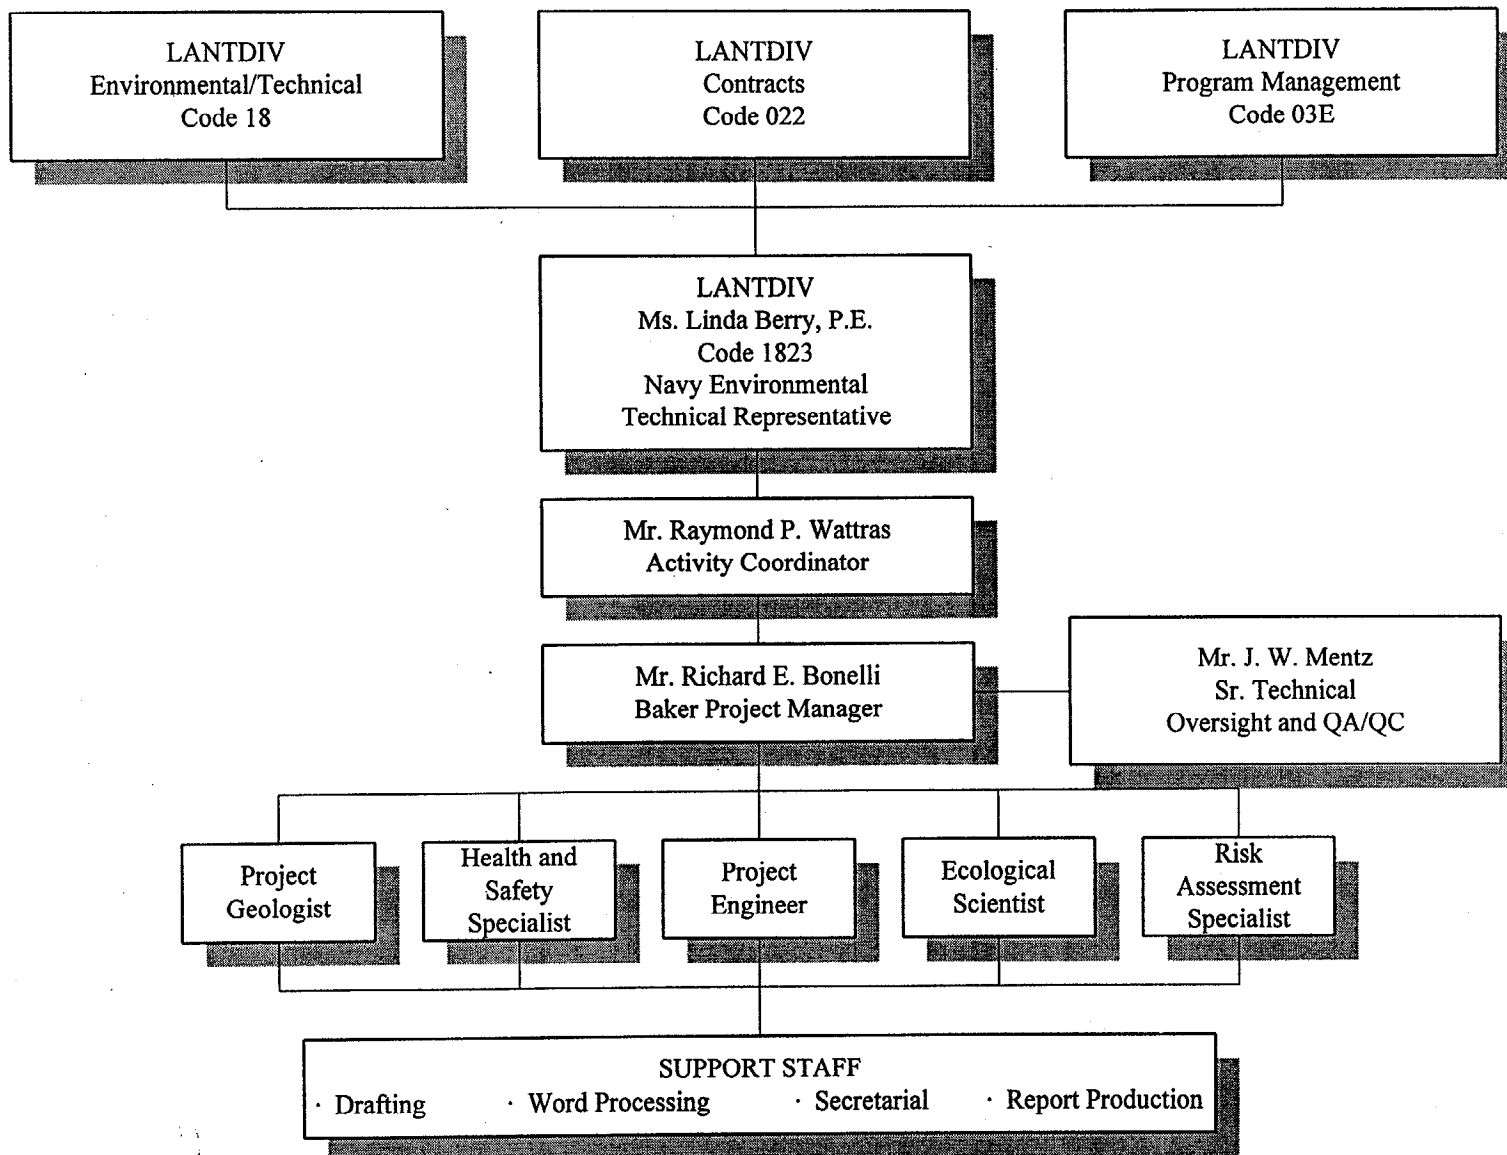 LANTDIV
Environmental/Technical
Code 18
LANTDIV
Contracts
Code 022
LANTDIV
Program Management
Code 03E
LANTDIV
Ms. Linda Berry, P.E.
Code 1823
Navy Environmental
Technical Representative
Mr. Raymond P. Wattras
Activity Coordinator
Mr. Richard E. Bonelli
Baker Project Manager
Mr. J. W. Mentz
Sr. Technical
Oversight and QA/QC
Project
Geologist
Health and
Safety
Specialist
Project
Engineer
Ecological
Scientist
Risk
Assessment
Specialist
SUPPORT STAFF
· Drafting · Word Processing · Secretarial · Report Production